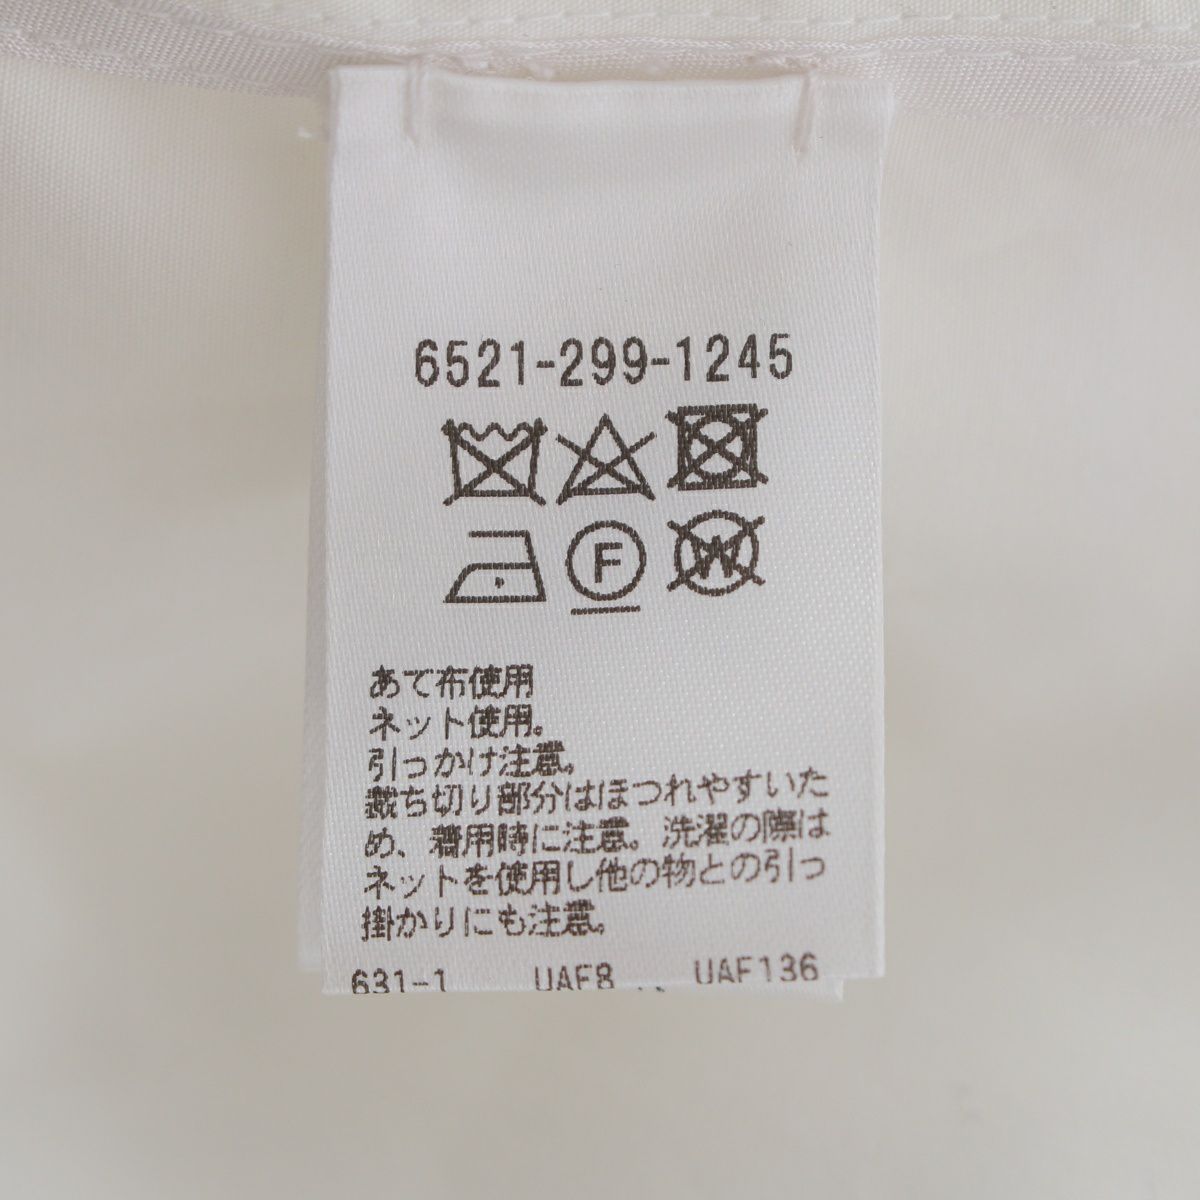 6521-299-1245
F
W
あて布使用
ネット使用。
引っかけ注意。
裁ち切り部分はほつれやすいた
め、着用時に注意。洗濯の際は
ネットを使用し他の物との引っ
掛かりにも注意。
631-1 UAF8 UAF136